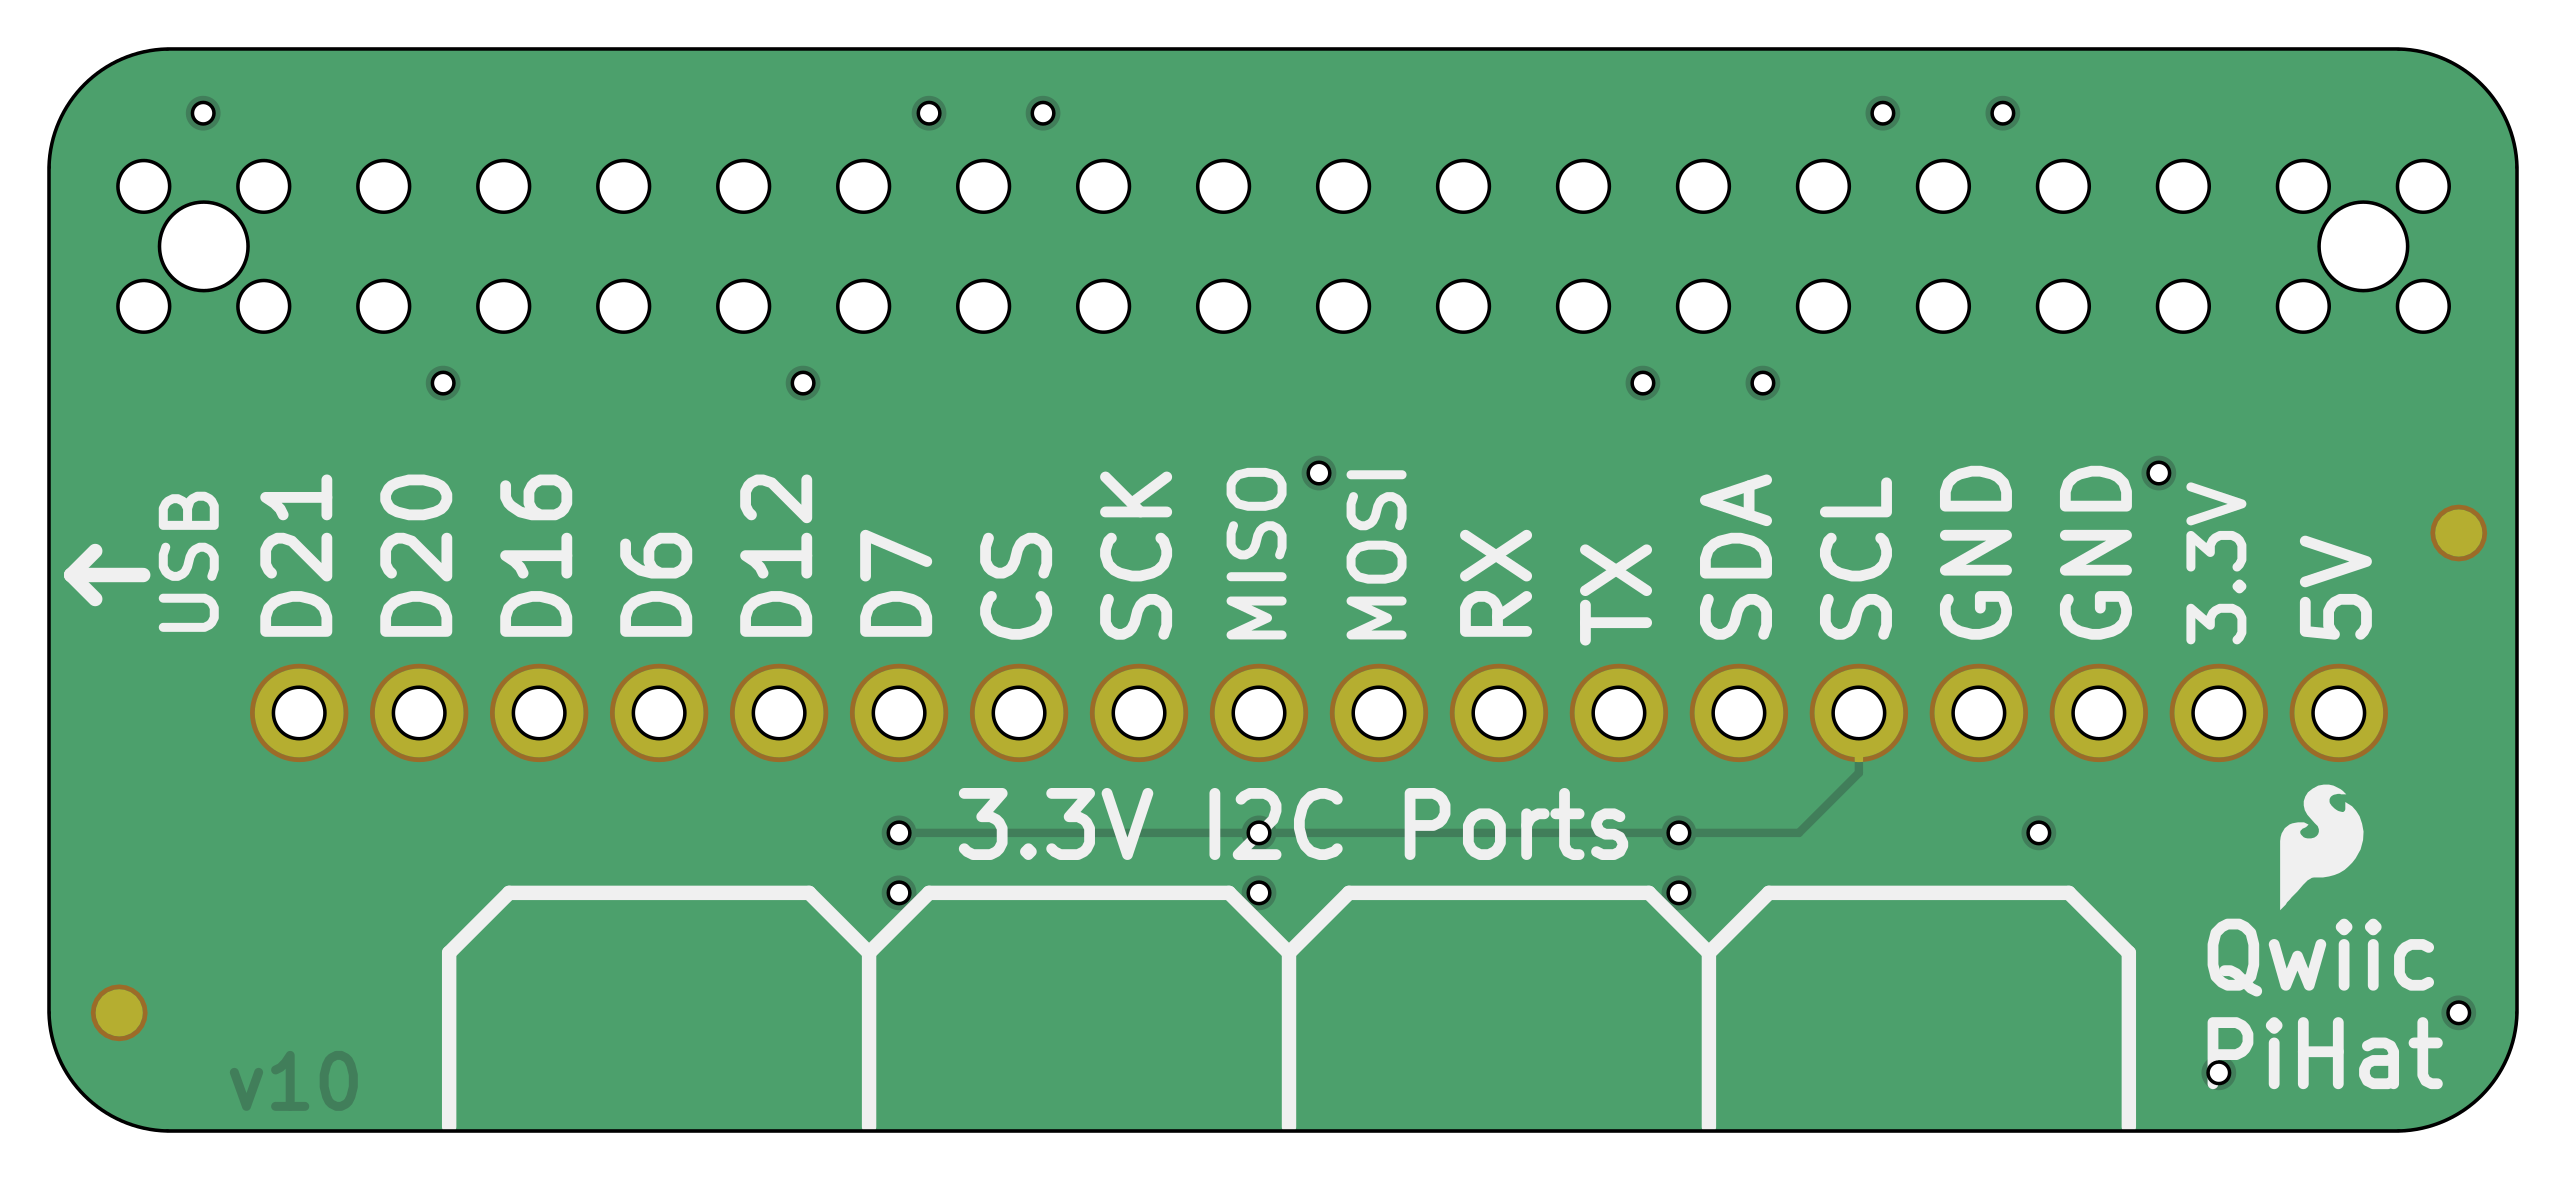 USB
D21
D20
D16
D6
D12
D7
CS
SCK
MISO
MOSI
RX
TX
SDA
SCL
GND
GND
3.3V
5V
3.3V I2C Ports
Qwiic
PiHat
v10